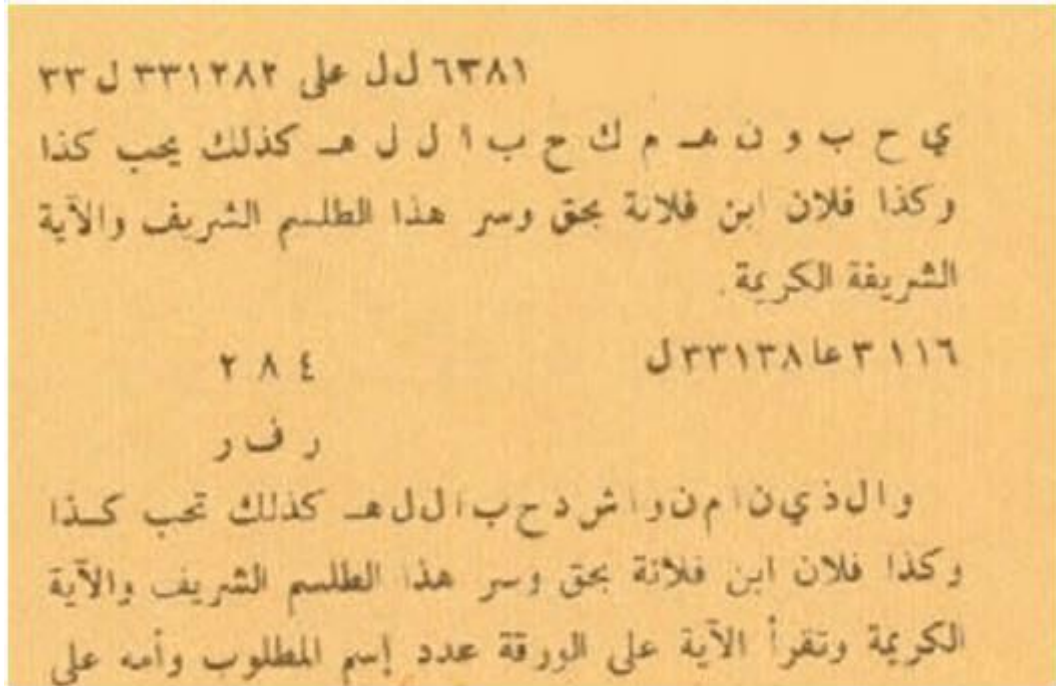 ٦٣٨١ ل ل ل على ٣٣١٢٨٢ ل ٣٣
ي ح ب و ن هـ م ك ح ب ا ل ل هـ كذلك يحب كذا
وكذا فلان ابن فلانة بحق وسر هذا الطلسم الشريف والآية
الشريفة الكريمة .
٣١١٦ عا ٣٣١٣٨ ل
٢ ٨ ٤
ر ف ر
و ا ل ذ ي ن ا م ن و ا ش د ح ب ا ل ل هـ كذلك تحب كـذا
وكذا فلان ابن فلانة بحق وسر هذا الطلسم الشريف والآية
الكريمة وتقرأ الآية على الورقة عدد إسم المطلوب وأمه على